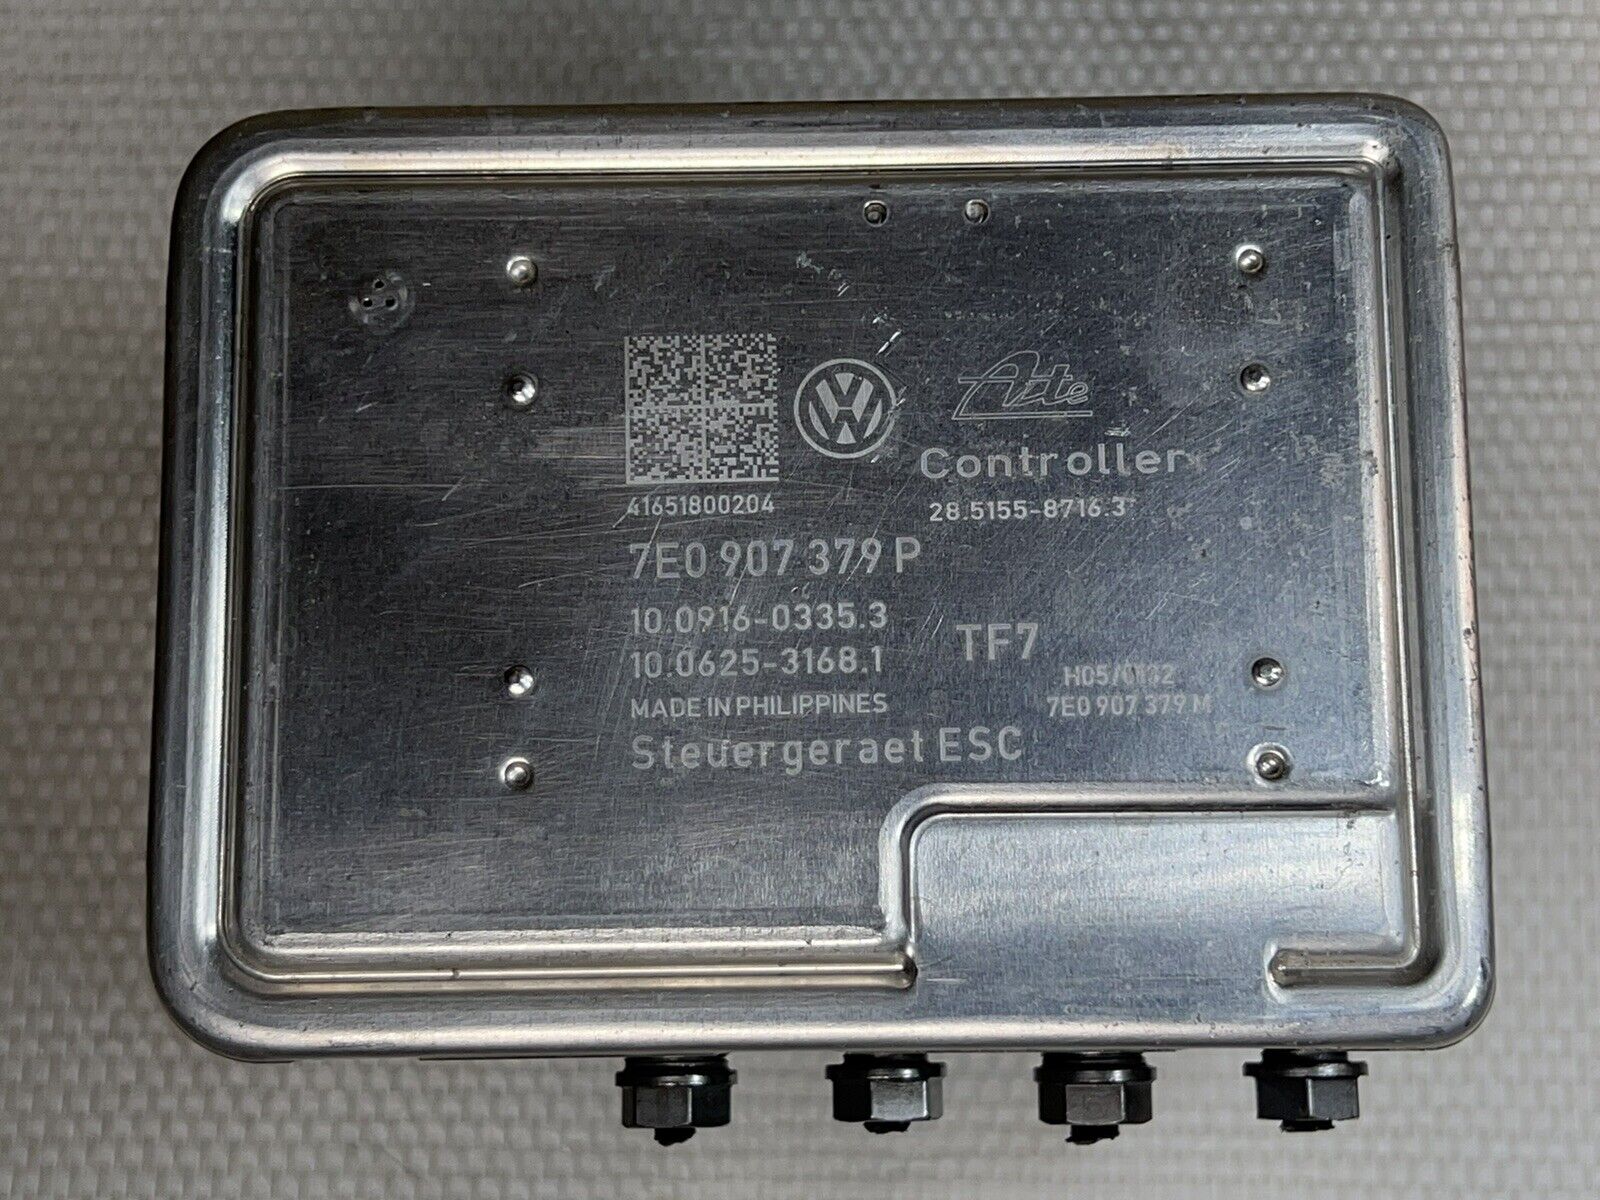 Ate
Controller
41651800204
28.5155-8716.3
7E0 907 379 P
10.0916-0335.3
10.0625-3168.1
TF7
MADE IN PHILIPPINES
7E0 907 379 M
Steuergeraet ESC